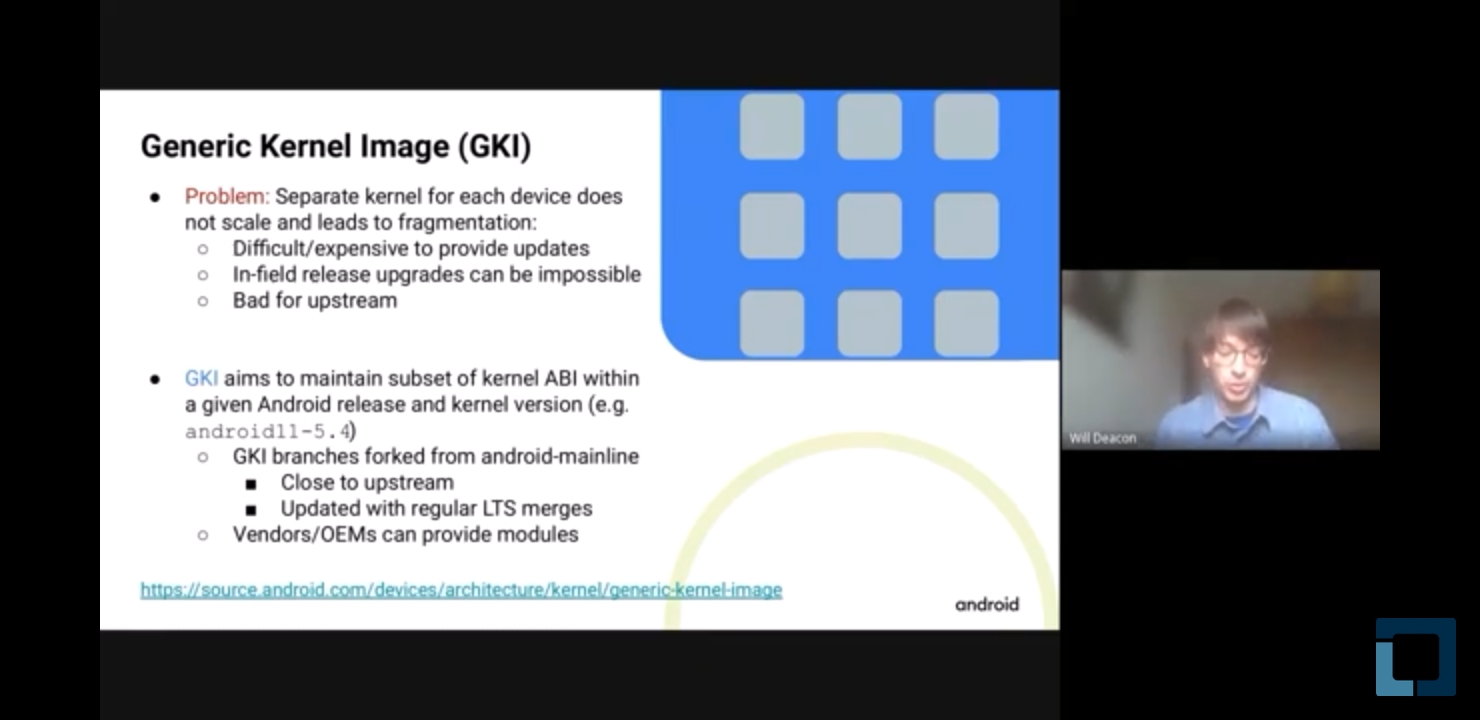 Generic Kernel Image (GKI)
● Problem: Separate kernel for each device does
not scale and leads to fragmentation:
○ Difficult/expensive to provide updates
○ In-field release upgrades can be impossible
○ Bad for upstream
● GKI aims to maintain subset of kernel ABI within
a given Android release and kernel version (e.g.
android11-5.4)
○ GKI branches forked from android-mainline
■ Close to upstream
■ Updated with regular LTS merges
○ Vendors/OEMs can provide modules
https://source.android.com/devices/architecture/kernel/generic-kernel-image
android
Will Deacon